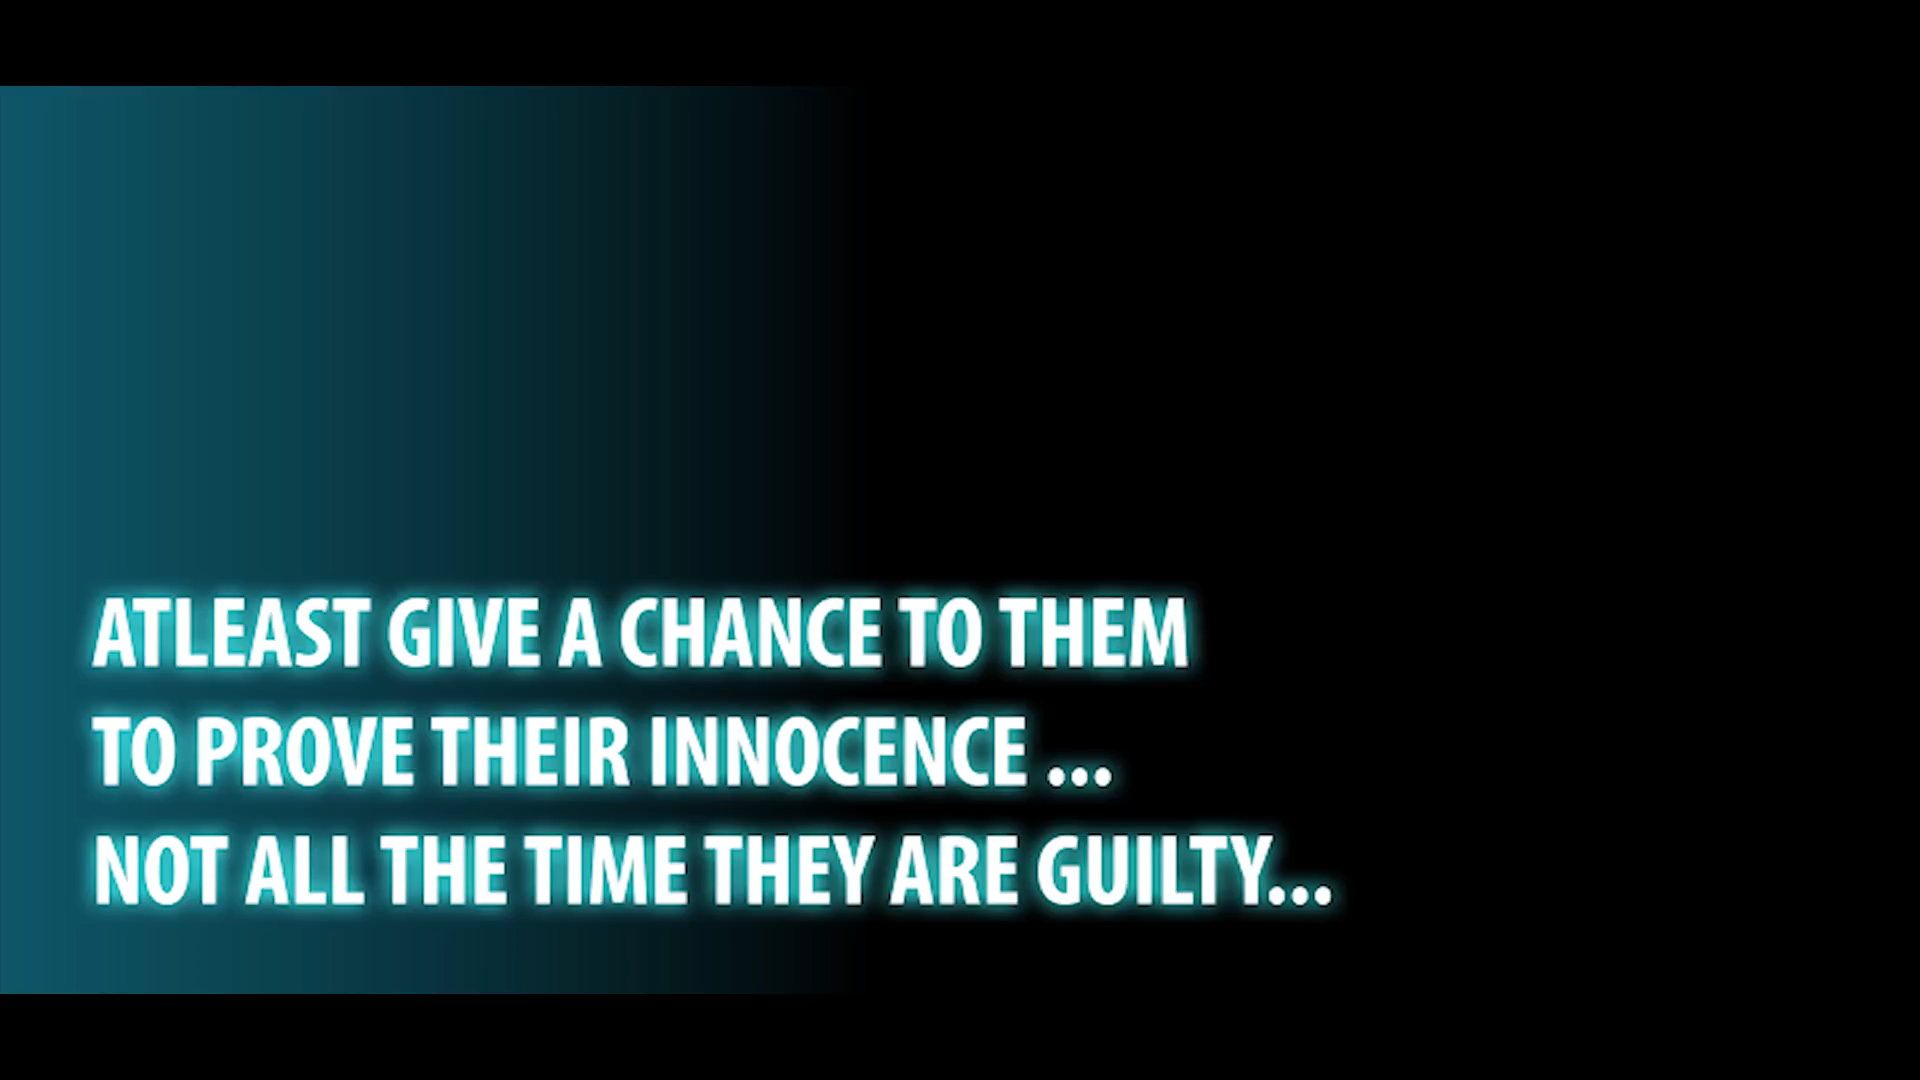 ATLEAST GIVE A CHANCE TO THEM
TO PROVE THEIR INNOCENCE ...
NOT ALL THE TIME THEY ARE GUILTY...